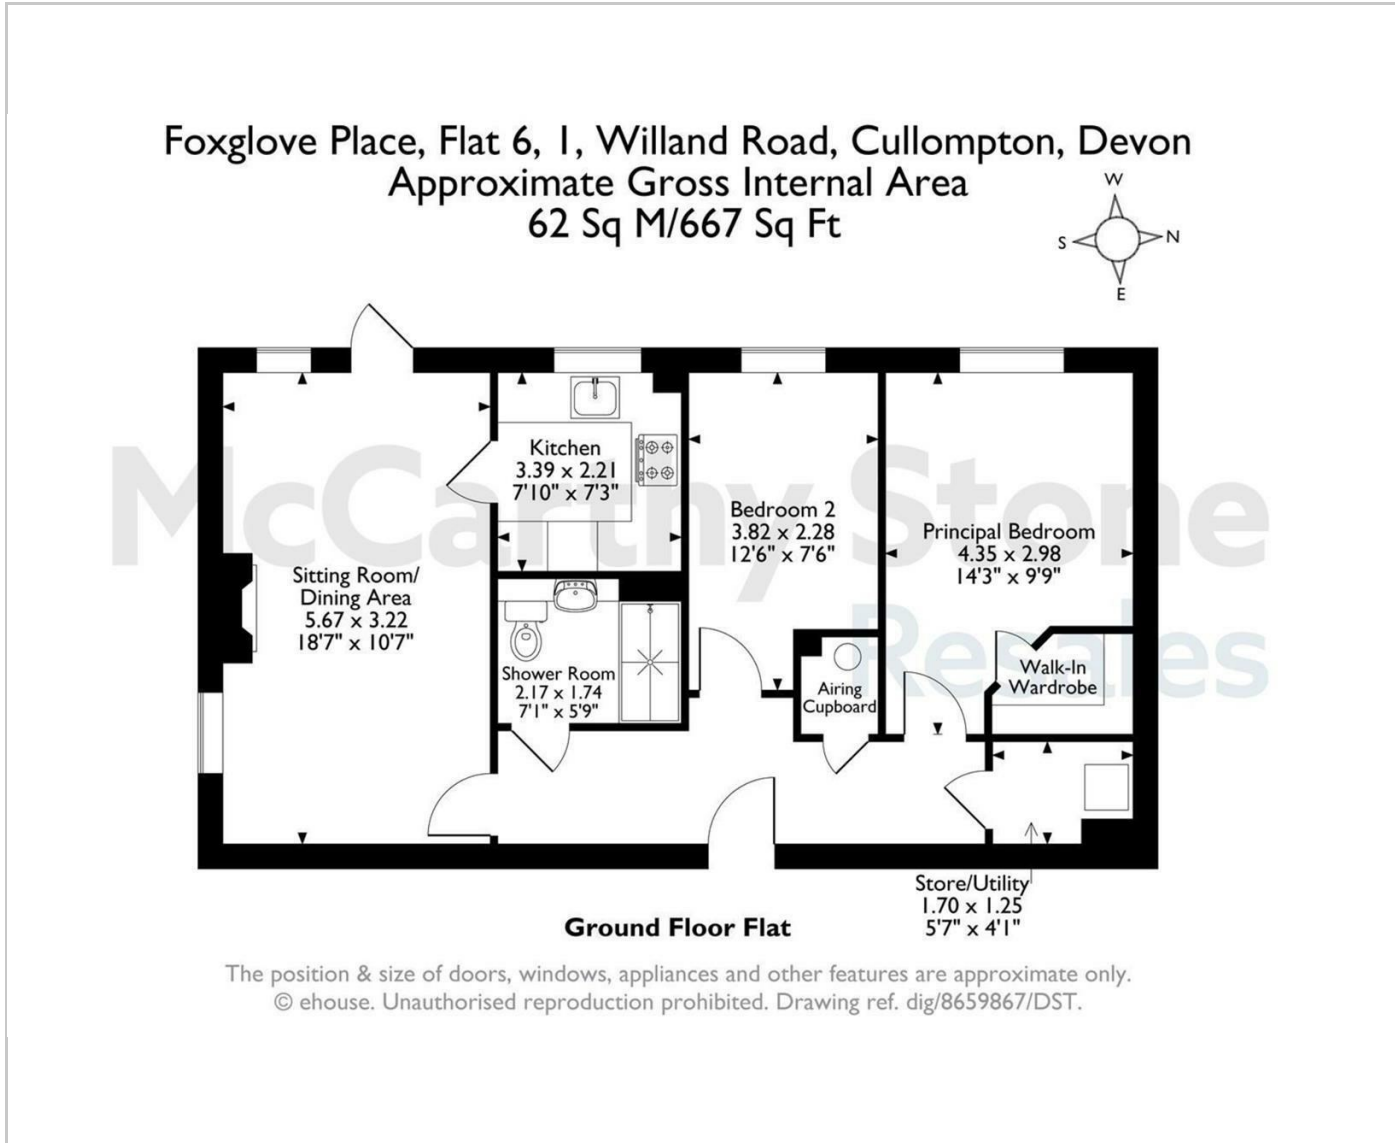 Foxglove Place, Flat 6, 1, Willand Road, Cullompton, Devon
Approximate Gross Internal Area
62 Sq M/667 Sq Ft
W
S
N
E
McCarthy Stone
Resales
Kitchen
3.39 x 2.21
7'10" x 7'3"
Bedroom 2
3.82 x 2.28
12'6" x 7'6"
Principal Bedroom
4.35 x 2.98
14'3" x 9'9"
Sitting Room/
Dining Area
5.67 x 3.22
18'7" x 10'7"
Shower Room
2.17 x 1.74
7'1" x 5'9"
Airing
Cupboard
Walk-In
Wardrobe
Store/Utility
1.70 x 1.25
5'7" x 4'1"
Ground Floor Flat
The position & size of doors, windows, appliances and other features are approximate only.
© ehouse. Unauthorised reproduction prohibited. Drawing ref. dig/8659867/DST.